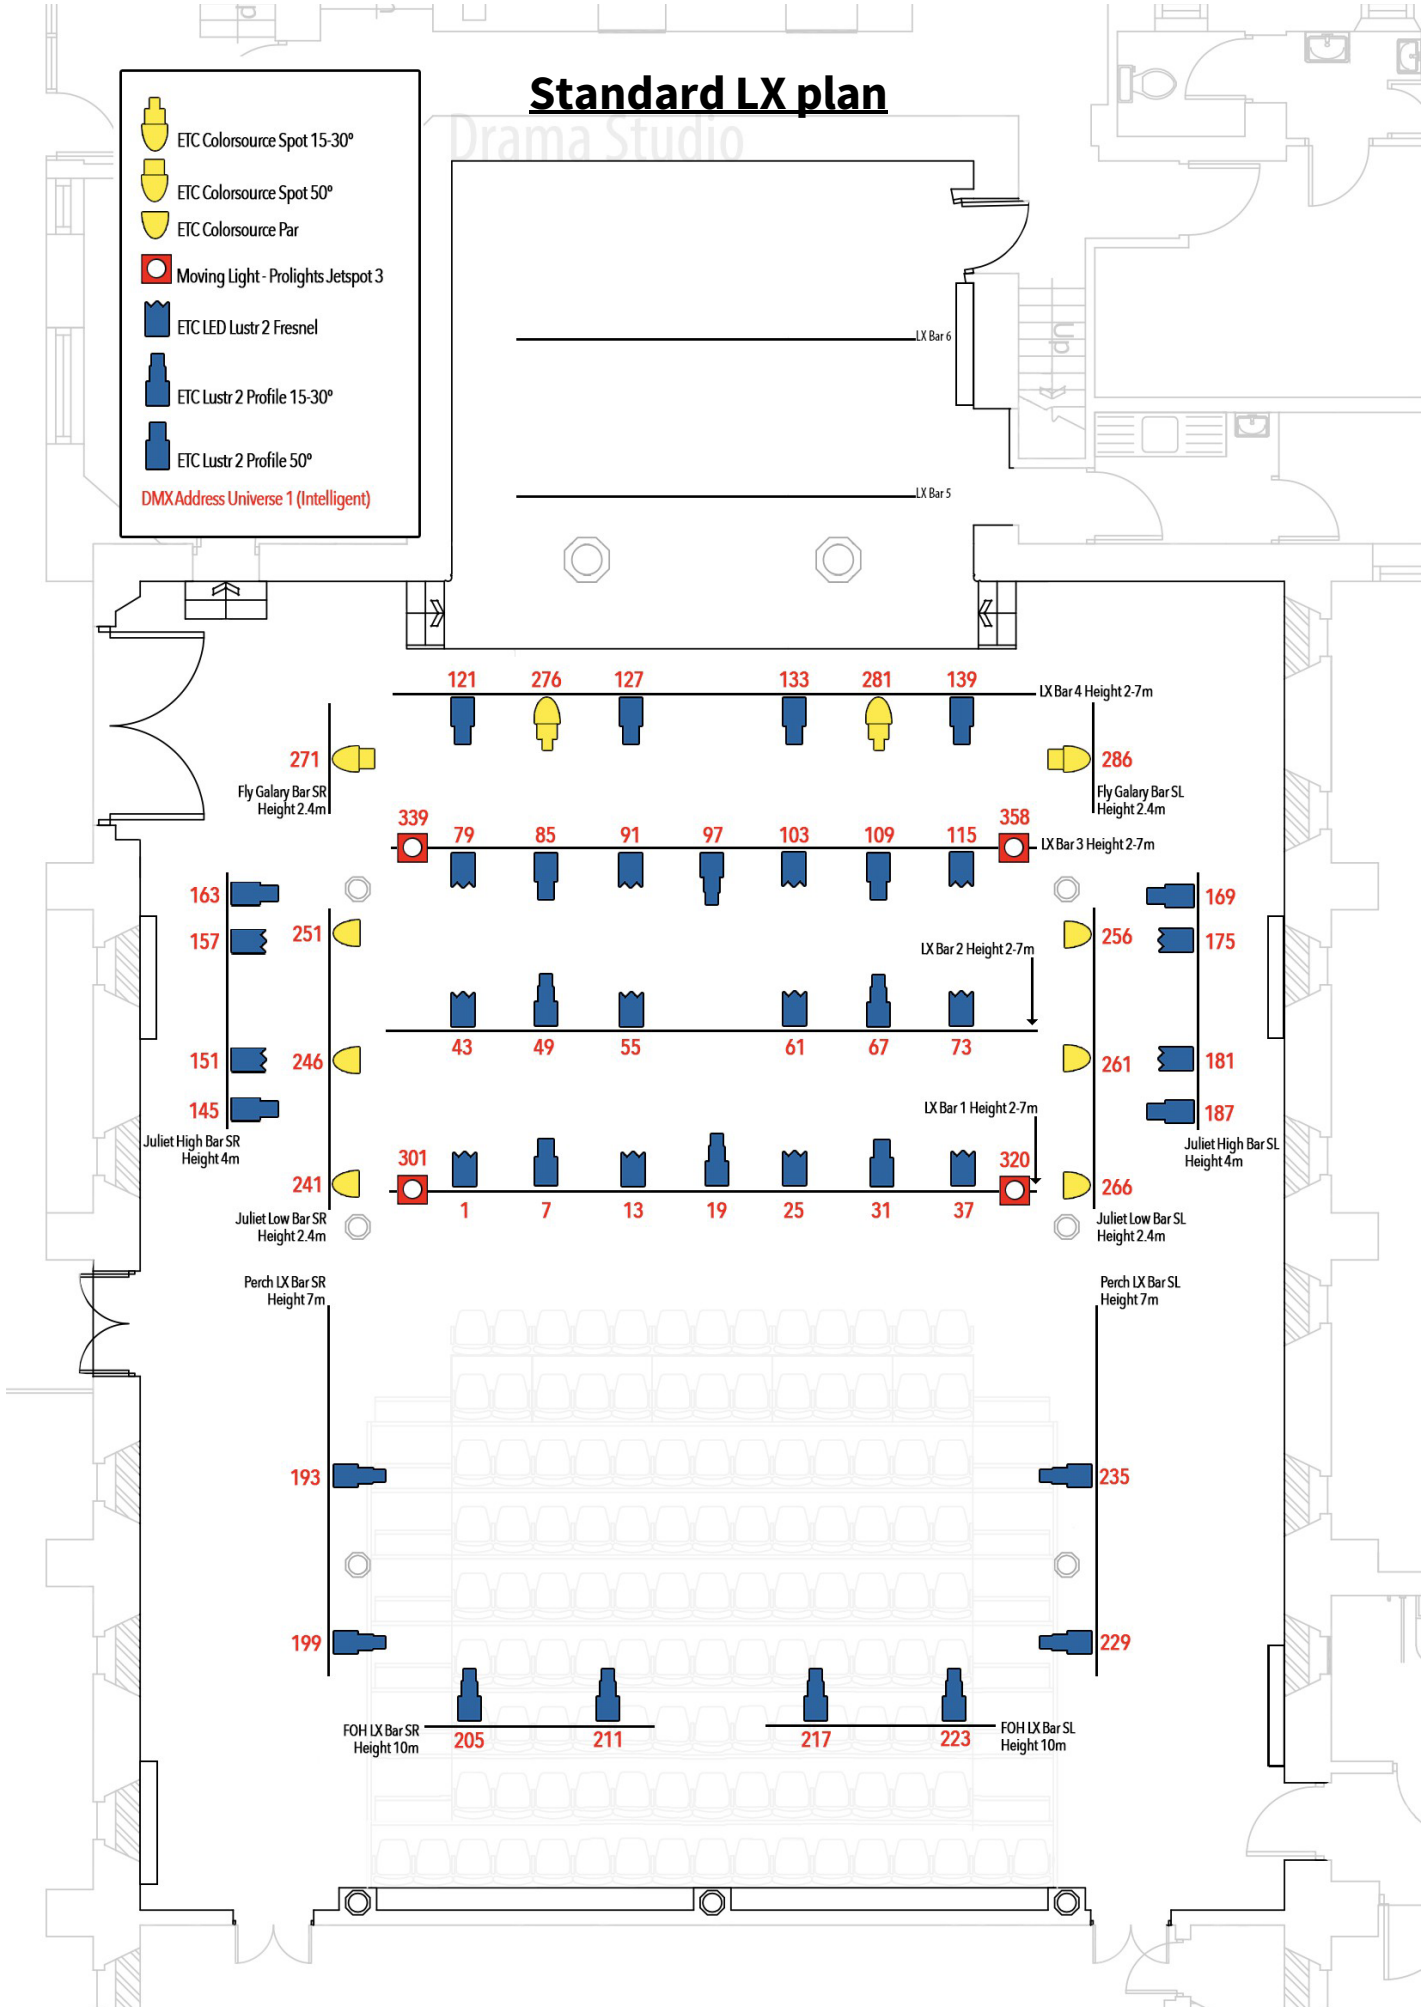 Standard LX plan
Drama Studio
ETC Colorsource Spot 15-30º
ETC Colorsource Spot 50º
ETC Colorsource Par
Moving Light - Prolights Jetspot 3
ETC LED Lustr 2 Fresnel
ETC Lustr 2 Profile 15-30º
ETC Lustr 2 Profile 50º
DMX Address Universe 1 (Intelligent)
LX Bar 6
LX Bar 5
121 276 127 133 281 139
LX Bar 4 Height 2-7m
271
286
Fly Galary Bar SR
Height 2.4m
Fly Galary Bar SL
Height 2.4m
339 358
79 85 91 97 103 109 115
LX Bar 3 Height 2-7m
163
169
157
251
256
175
LX Bar 2 Height 2-7m
43 49 55 61 67 73
151
246
261
181
145
187
LX Bar 1 Height 2-7m
Juliet High Bar SR
Height 4m
Juliet High Bar SL
Height 4m
301 320
241
266
1 7 13 19 25 31 37
Juliet Low Bar SR
Height 2.4m
Juliet Low Bar SL
Height 2.4m
Perch LX Bar SR
Height 7m
Perch LX Bar SL
Height 7m
193
235
199
229
FOH LX Bar SR
Height 10m
205 211 217 223
FOH LX Bar SL
Height 10m